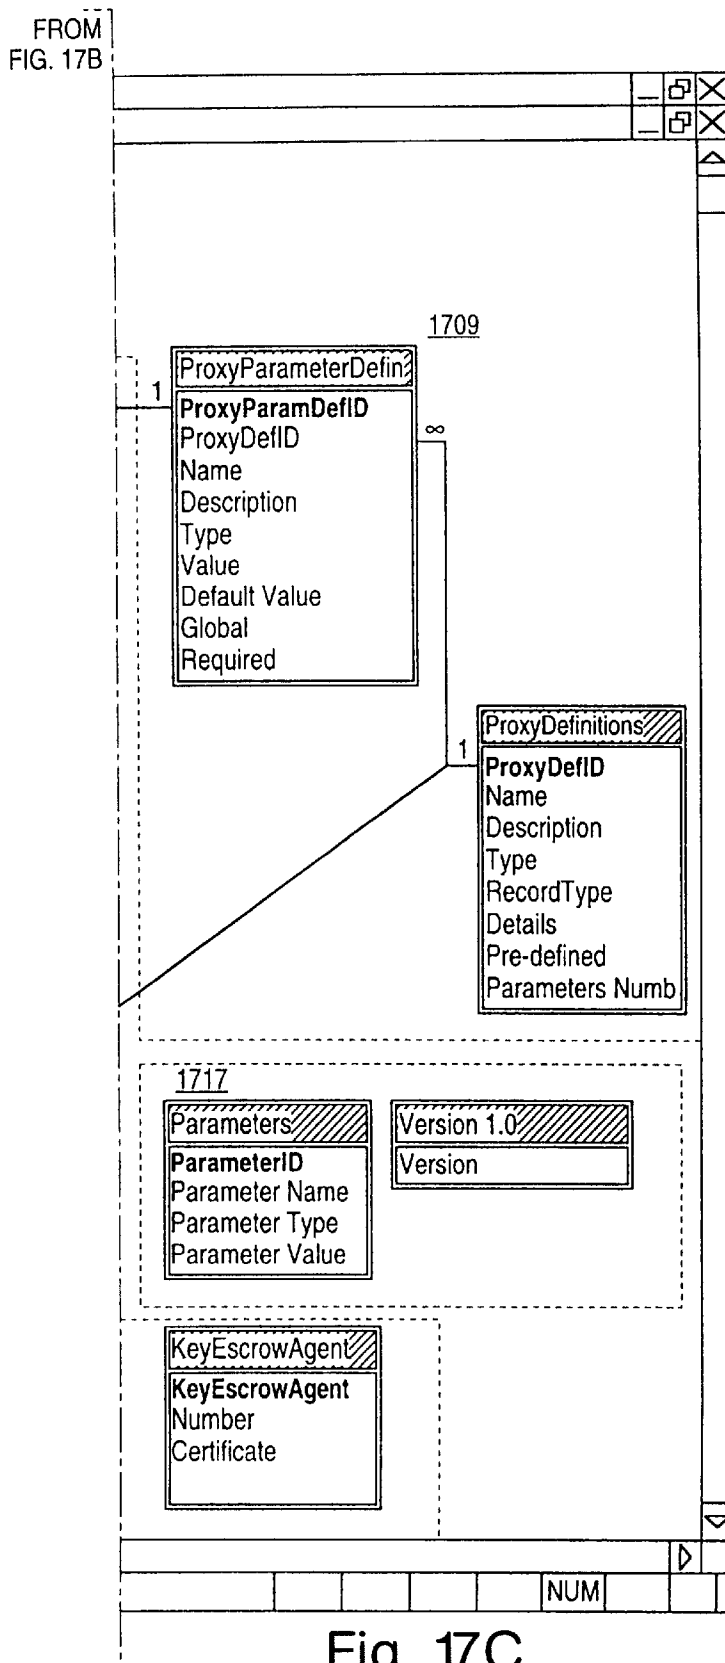 FROM
FIG. 17B
1709
ProxyParameterDefin
1
ProxyParamDefID
∞
ProxyDefID
Name
Description
Type
Value
Default Value
Global
Required
ProxyDefinitions
1
ProxyDefID
Name
Description
Type
RecordType
Details
Pre-defined
Parameters Numb
1717
Parameters
ParameterID
Parameter Name
Parameter Type
Parameter Value
Version 1.0
Version
KeyEscrowAgent
KeyEscrowAgent
Number
Certificate
NUM
Fig. 17C